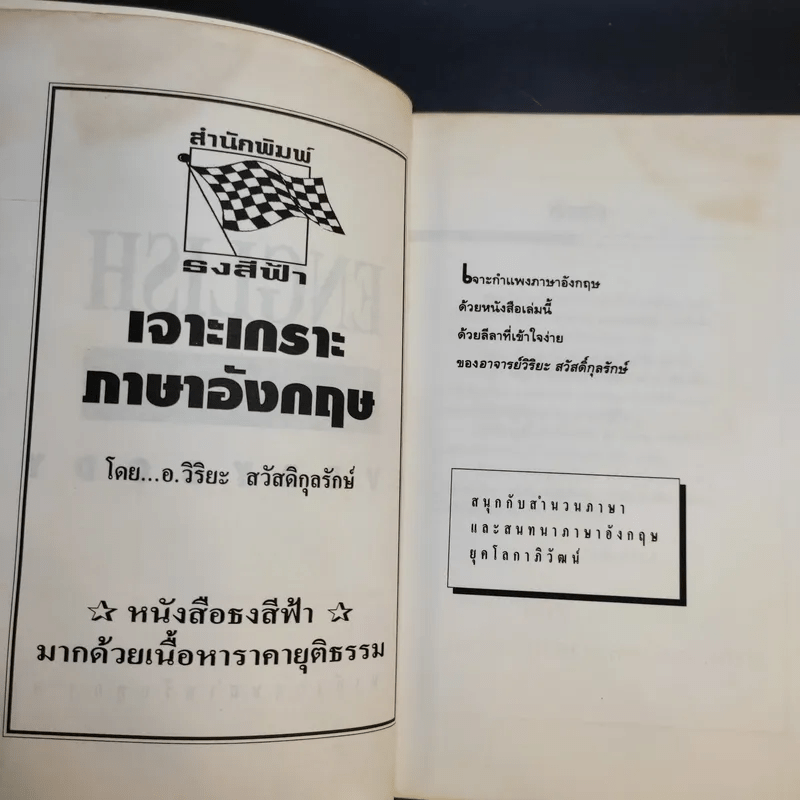 สำนักพิมพ์
ธงสีฟ้า
เจาะเกราะ
ภาษาอังกฤษ
โดย...อ.วิริยะ สวัสดิกุลรักษ์
☆ หนังสือธงสีฟ้า ☆
มากด้วยเนื้อหาราคายุติธรรม
เจาะกำแพงภาษาอังกฤษ
ด้วยหนังสือเล่มนี้
ด้วยลีลาที่เข้าใจง่าย
ของอาจารย์วิริยะ สวัสดิ์กุลรักษ์
สนุกกับสำนวนภาษา
และสนทนาภาษาอังกฤษ
ยุคโลกาภิวัฒน์
ENGLISH